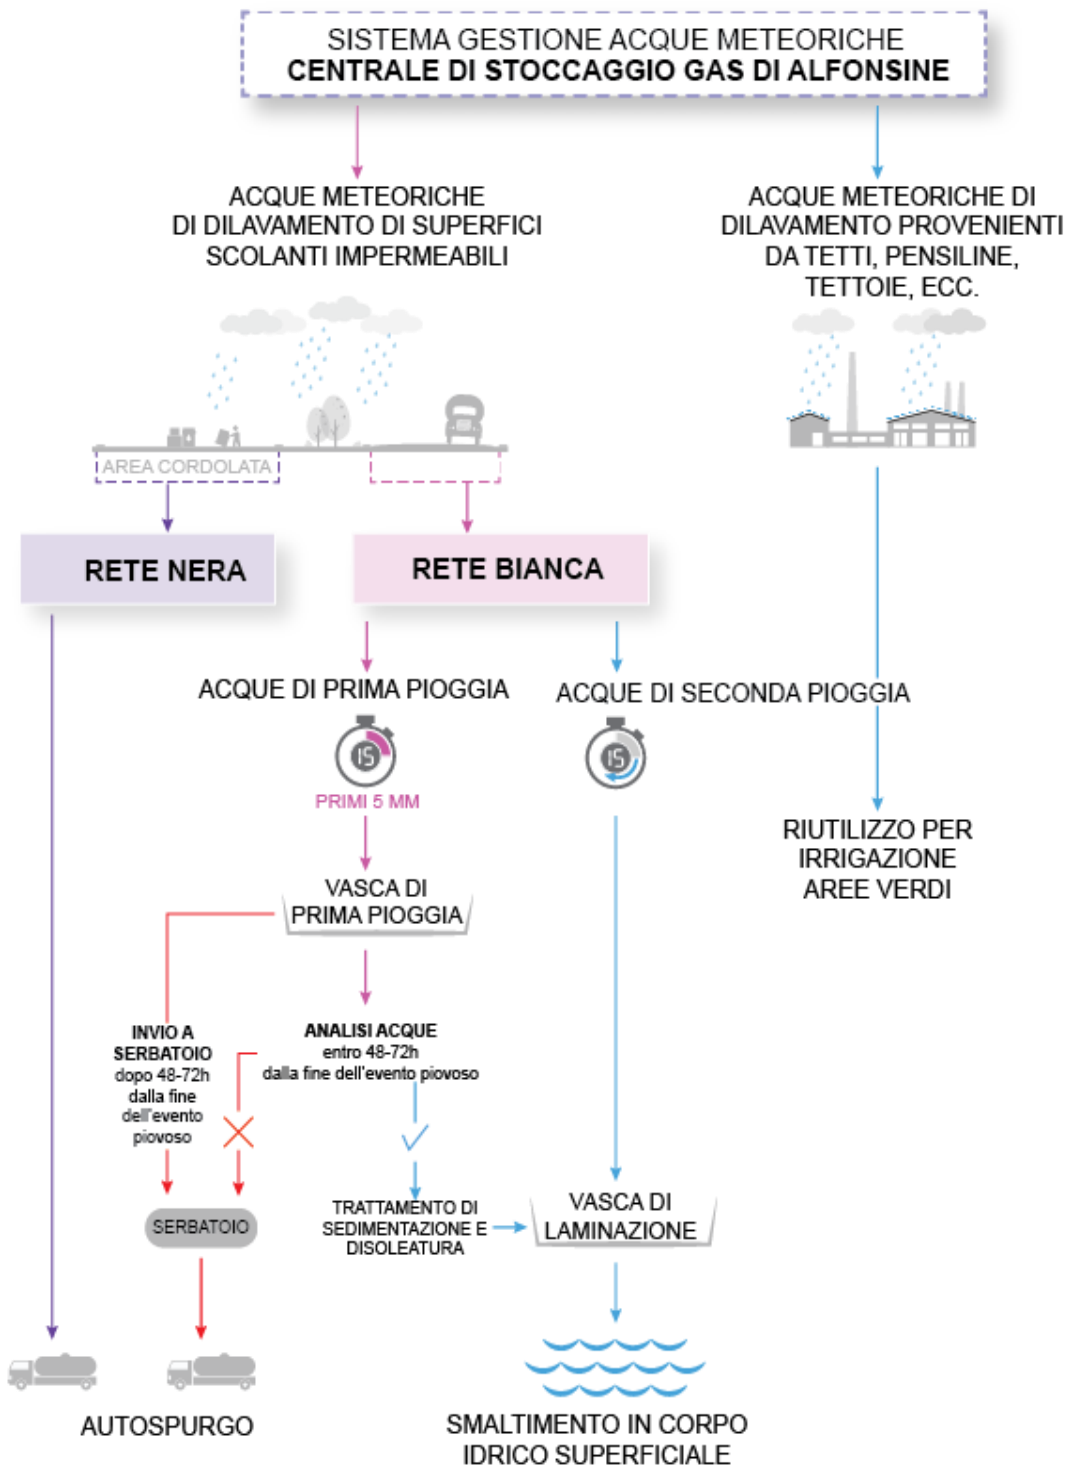 SISTEMA GESTIONE ACQUE METEORICHE
CENTRALE DI STOCCAGGIO GAS DI ALFONSINE
ACQUE METEORICHE
DI DILAVAMENTO DI SUPERFICI
SCOLANTI IMPERMEABILI
ACQUE METEORICHE DI
DILAVAMENTO PROVENIENTI
DA TETTI, PENSILINE,
TETTOIE, ECC.
AREA CORDOLATA
RETE NERA
RETE BIANCA
ACQUE DI PRIMA PIOGGIA
ACQUE DI SECONDA PIOGGIA
15
15
PRIMI 5 MM
RIUTILIZZO PER
IRRIGAZIONE
AREE VERDI
VASCA DI
PRIMA PIOGGIA
INVIO A
SERBATOIO
dopo 48-72h
dalla fine
dell'evento
piovoso
ANALISI ACQUE
entro 48-72h
dalla fine dell'evento piovoso
SERBATOIO
TRATTAMENTO DI
SEDIMENTAZIONE E
DISOLEATURA
VASCA DI
LAMINAZIONE
AUTOSPURGO
SMALTIMENTO IN CORPO
IDRICO SUPERFICIALE